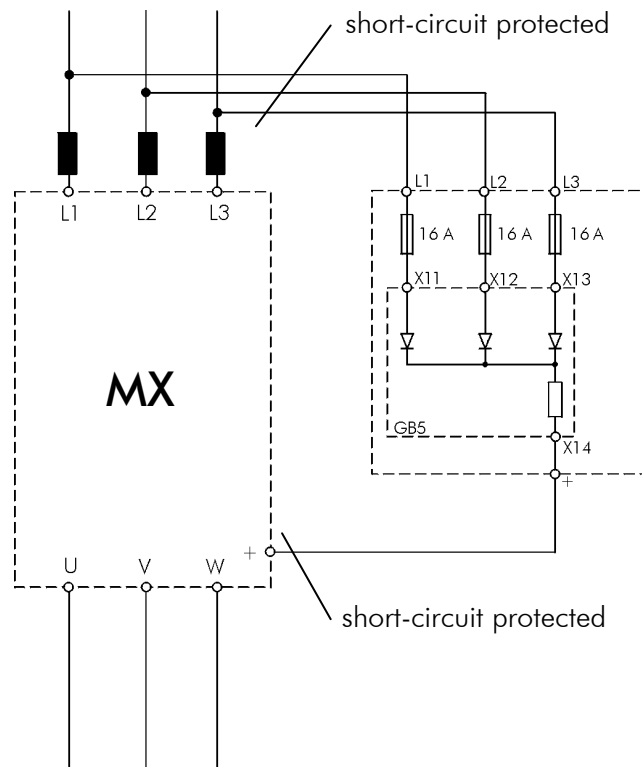 short-circuit protected
L1 L2 L3
L1 L2 L3
16 A 16 A 16 A
X11 X12 X13
MX
GB5
X14
+
+
U V W
short-circuit protected